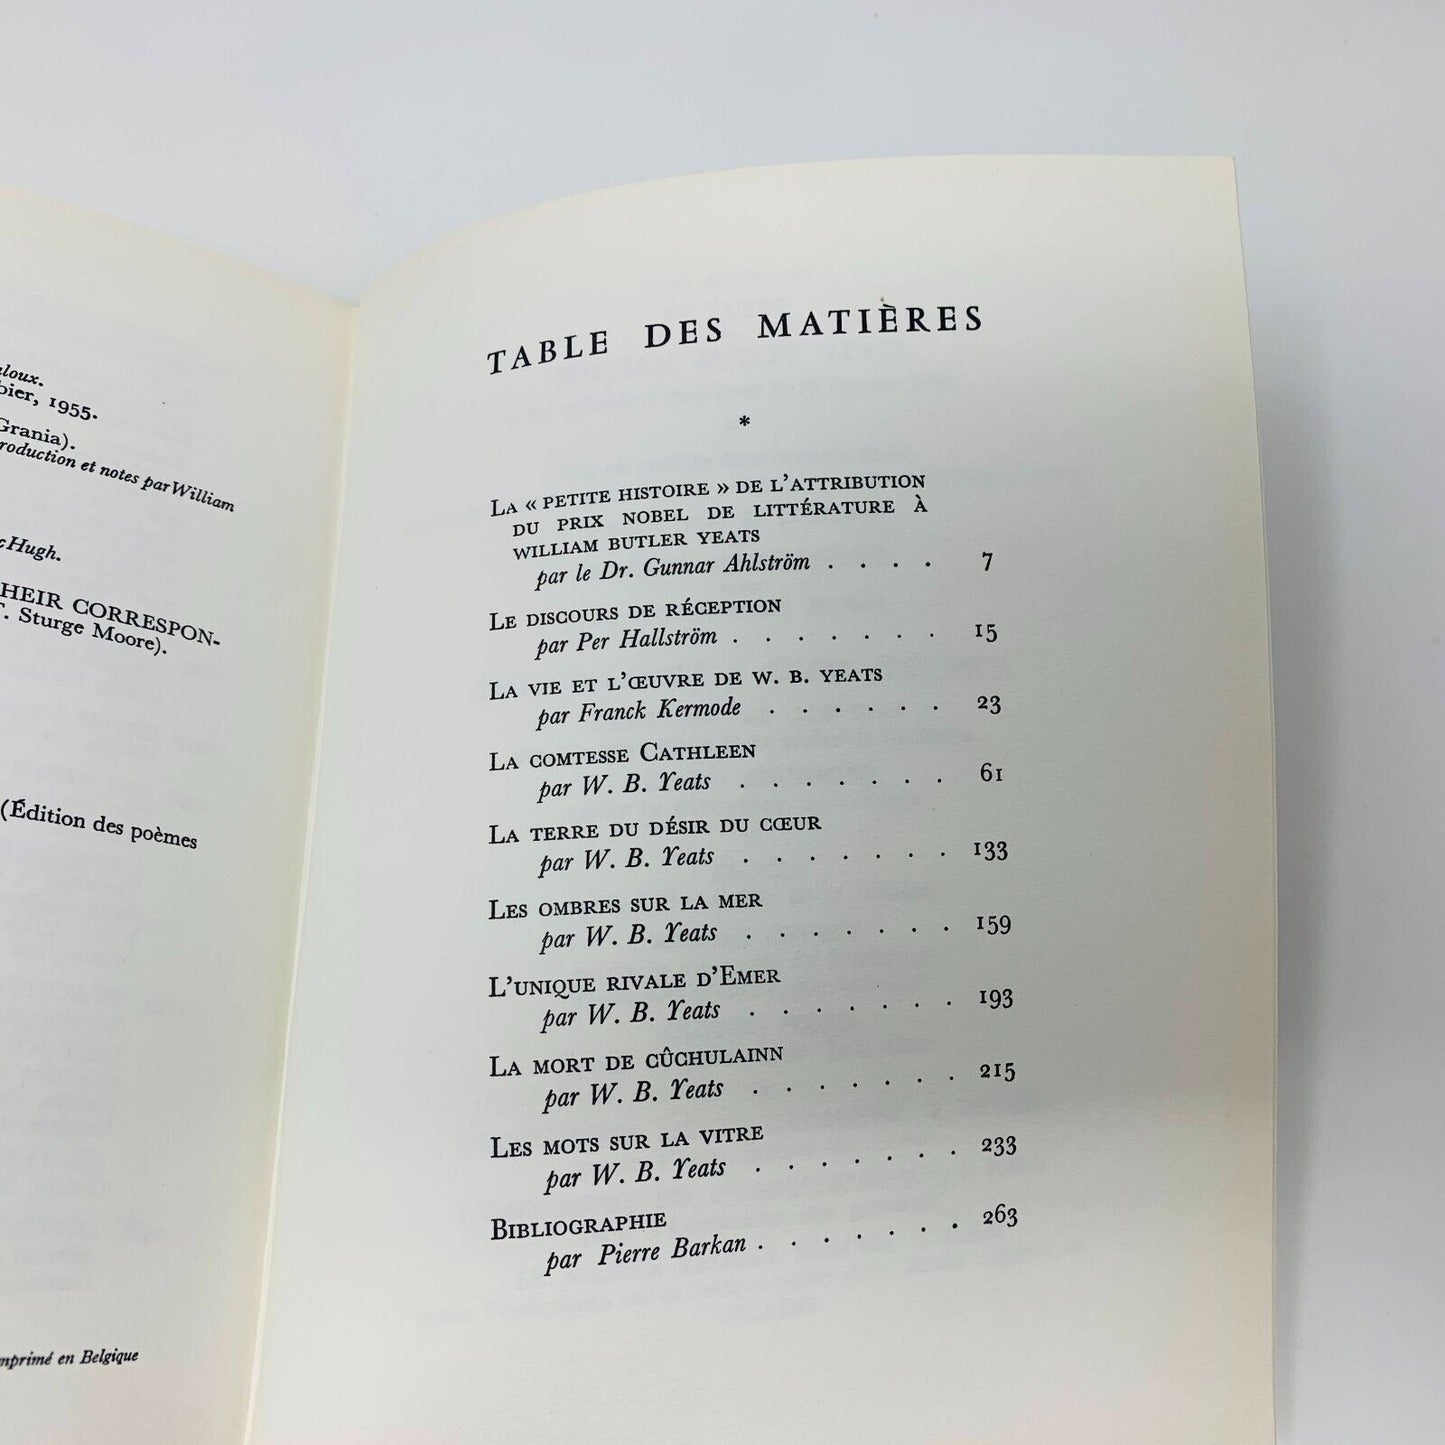 loux.
bier, 1955.
Grania).
roduction et notes par William
cHugh.
HEIR CORRESPON-
T. Sturge Moore).
(Édition des poèmes
mprimé en Belgique
TABLE DES MATIÈRES
*
LA « PETITE HISTOIRE » DE L'ATTRIBUTION
DU PRIX NOBEL DE LITTÉRATURE À
WILLIAM BUTLER YEATS
par le Dr. Gunnar Ahlström . . . . 7
LE DISCOURS DE RÉCEPTION
par Per Hallström . . . . . . . 15
LA VIE ET L'ŒUVRE DE W. B. YEATS
par Franck Kermode . . . . . . 23
LA COMTESSE CATHLEEN
par W. B. Yeats . . . . . . . 61
LA TERRE DU DÉSIR DU CŒUR
par W. B. Yeats . . . . . . . 133
LES OMBRES SUR LA MER
par W. B. Yeats . . . . . . . 159
L'UNIQUE RIVALE D'EMER
par W. B. Yeats . . . . . . . 193
LA MORT DE CÛCHULAINN
par W. B. Yeats . . . . . . . 215
LES MOTS SUR LA VITRE
par W. B. Yeats . . . . . . . 233
BIBLIOGRAPHIE
par Pierre Barkan . . . . . . . 263